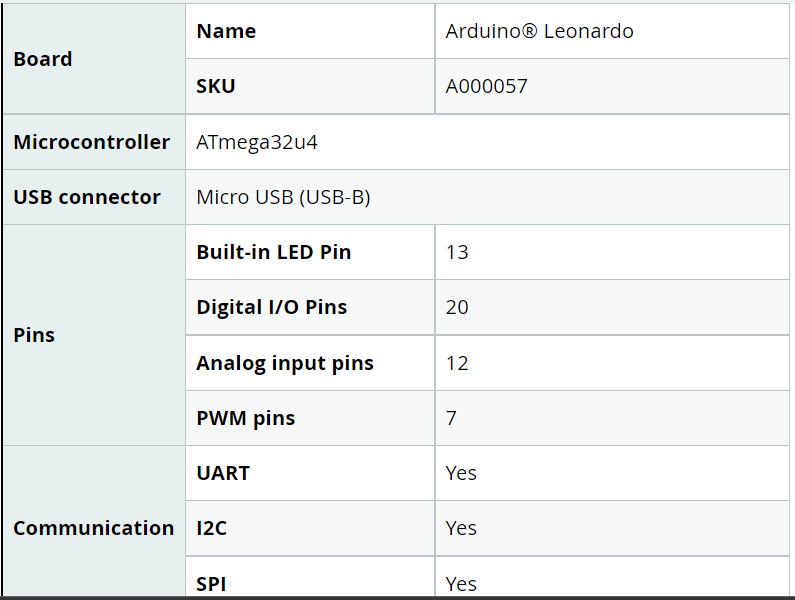 Board
Name
Arduino® Leonardo
SKU
A000057
Microcontroller
ATmega32u4
USB connector
Micro USB (USB-B)
Pins
Built-in LED Pin
13
Digital I/O Pins
20
Analog input pins
12
PWM pins
7
Communication
UART
Yes
I2C
Yes
SPI
Yes